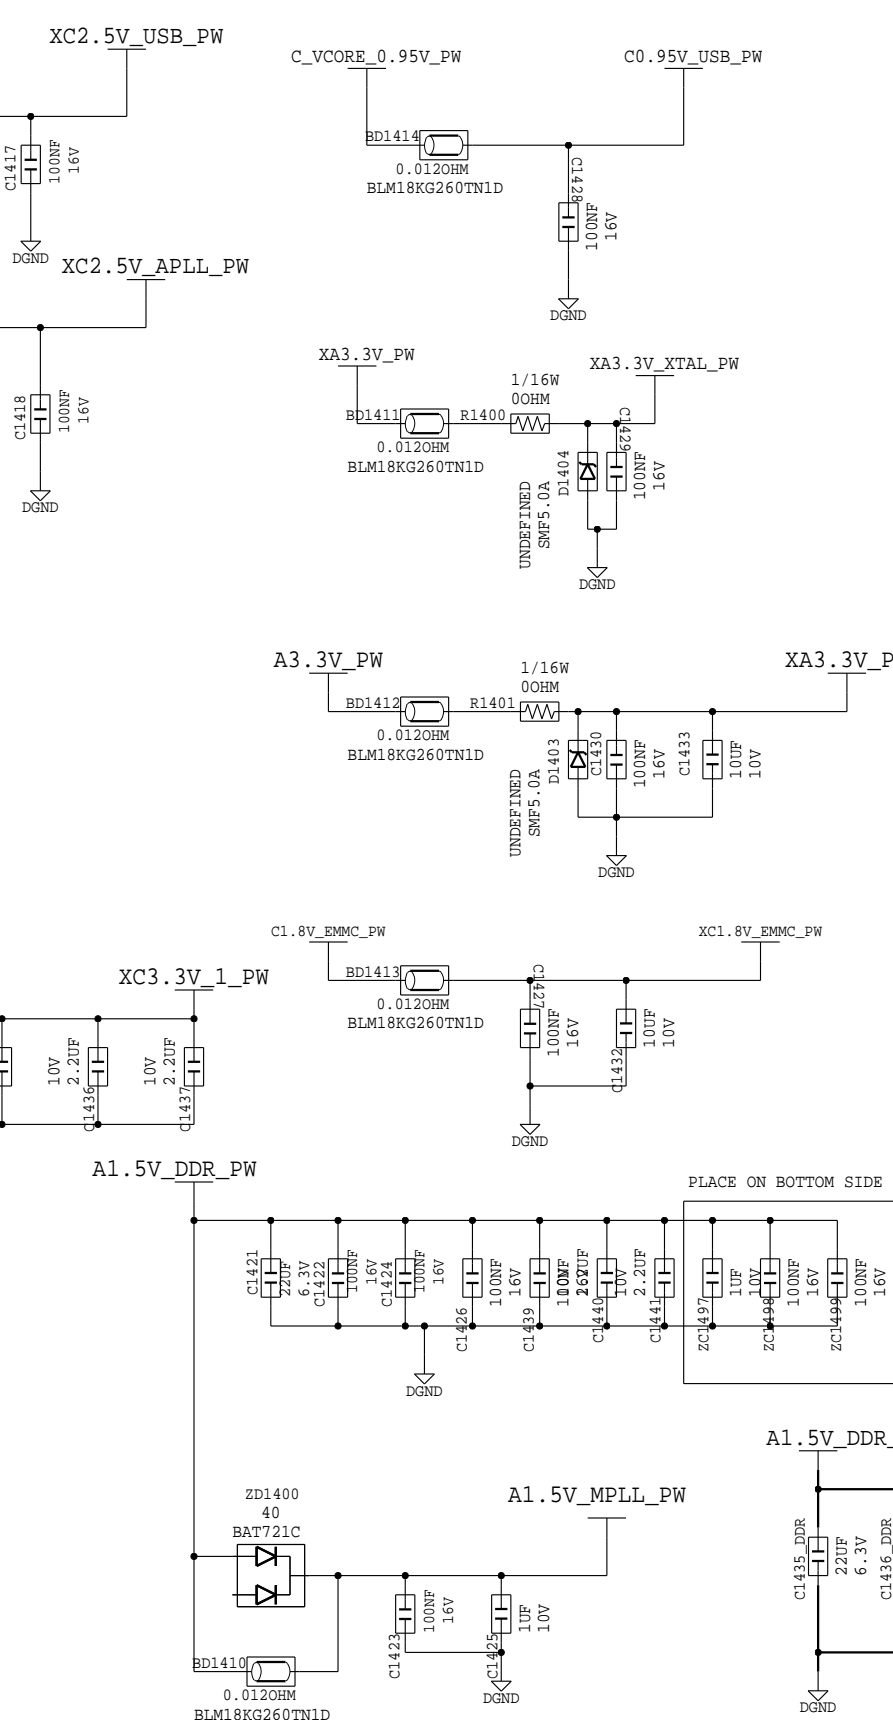 XC2.5V_USB_PW
C1417
100NF
16V
DGND
C_VCORE_0.95V_PW
C0.95V_USB_PW
BD1414
0.012OHM
BLM18KG260TN1D
C1428
100NF
16V
DGND
XC2.5V_APLL_PW
C1418
100NF
16V
DGND
XA3.3V_PW
XA3.3V_XTAL_PW
1/16W
0OHM
BD1411
R1400
0.012OHM
BLM18KG260TN1D
UNDEFINED
SMF5.0A
D1404
C1429
100NF
16V
DGND
A3.3V_PW
XA3.3V_P
1/16W
0OHM
BD1412
R1401
0.012OHM
BLM18KG260TN1D
UNDEFINED
SMF5.0A
D1403
C1430
100NF
16V
C1433
10UF
10V
DGND
C1.8V_EMMC_PW
XC1.8V_EMMC_PW
BD1413
0.012OHM
BLM18KG260TN1D
C1427
100NF
16V
C1432
10UF
10V
DGND
XC3.3V_1_PW
10V
2.2UF
C1436
10V
2.2UF
C1437
A1.5V_DDR_PW
PLACE ON BOTTOM SIDE
C1421
22UF
6.3V
C1422
100NF
16V
C1424
100NF
16V
C1426
100NF
16V
C1439
C1440
10V
2.2UF
C1441
ZC1497
1UF
10V
ZC1498
100NF
16V
ZC1499
100NF
16V
DGND
A1.5V_DDR_
C1435_DDR
22UF
6.3V
C1436_DDR
DGND
ZD1400
40
BAT721C
A1.5V_MPLL_PW
C1423
100NF
16V
C1425
1UF
10V
DGND
BD1410
0.012OHM
BLM18KG260TN1D